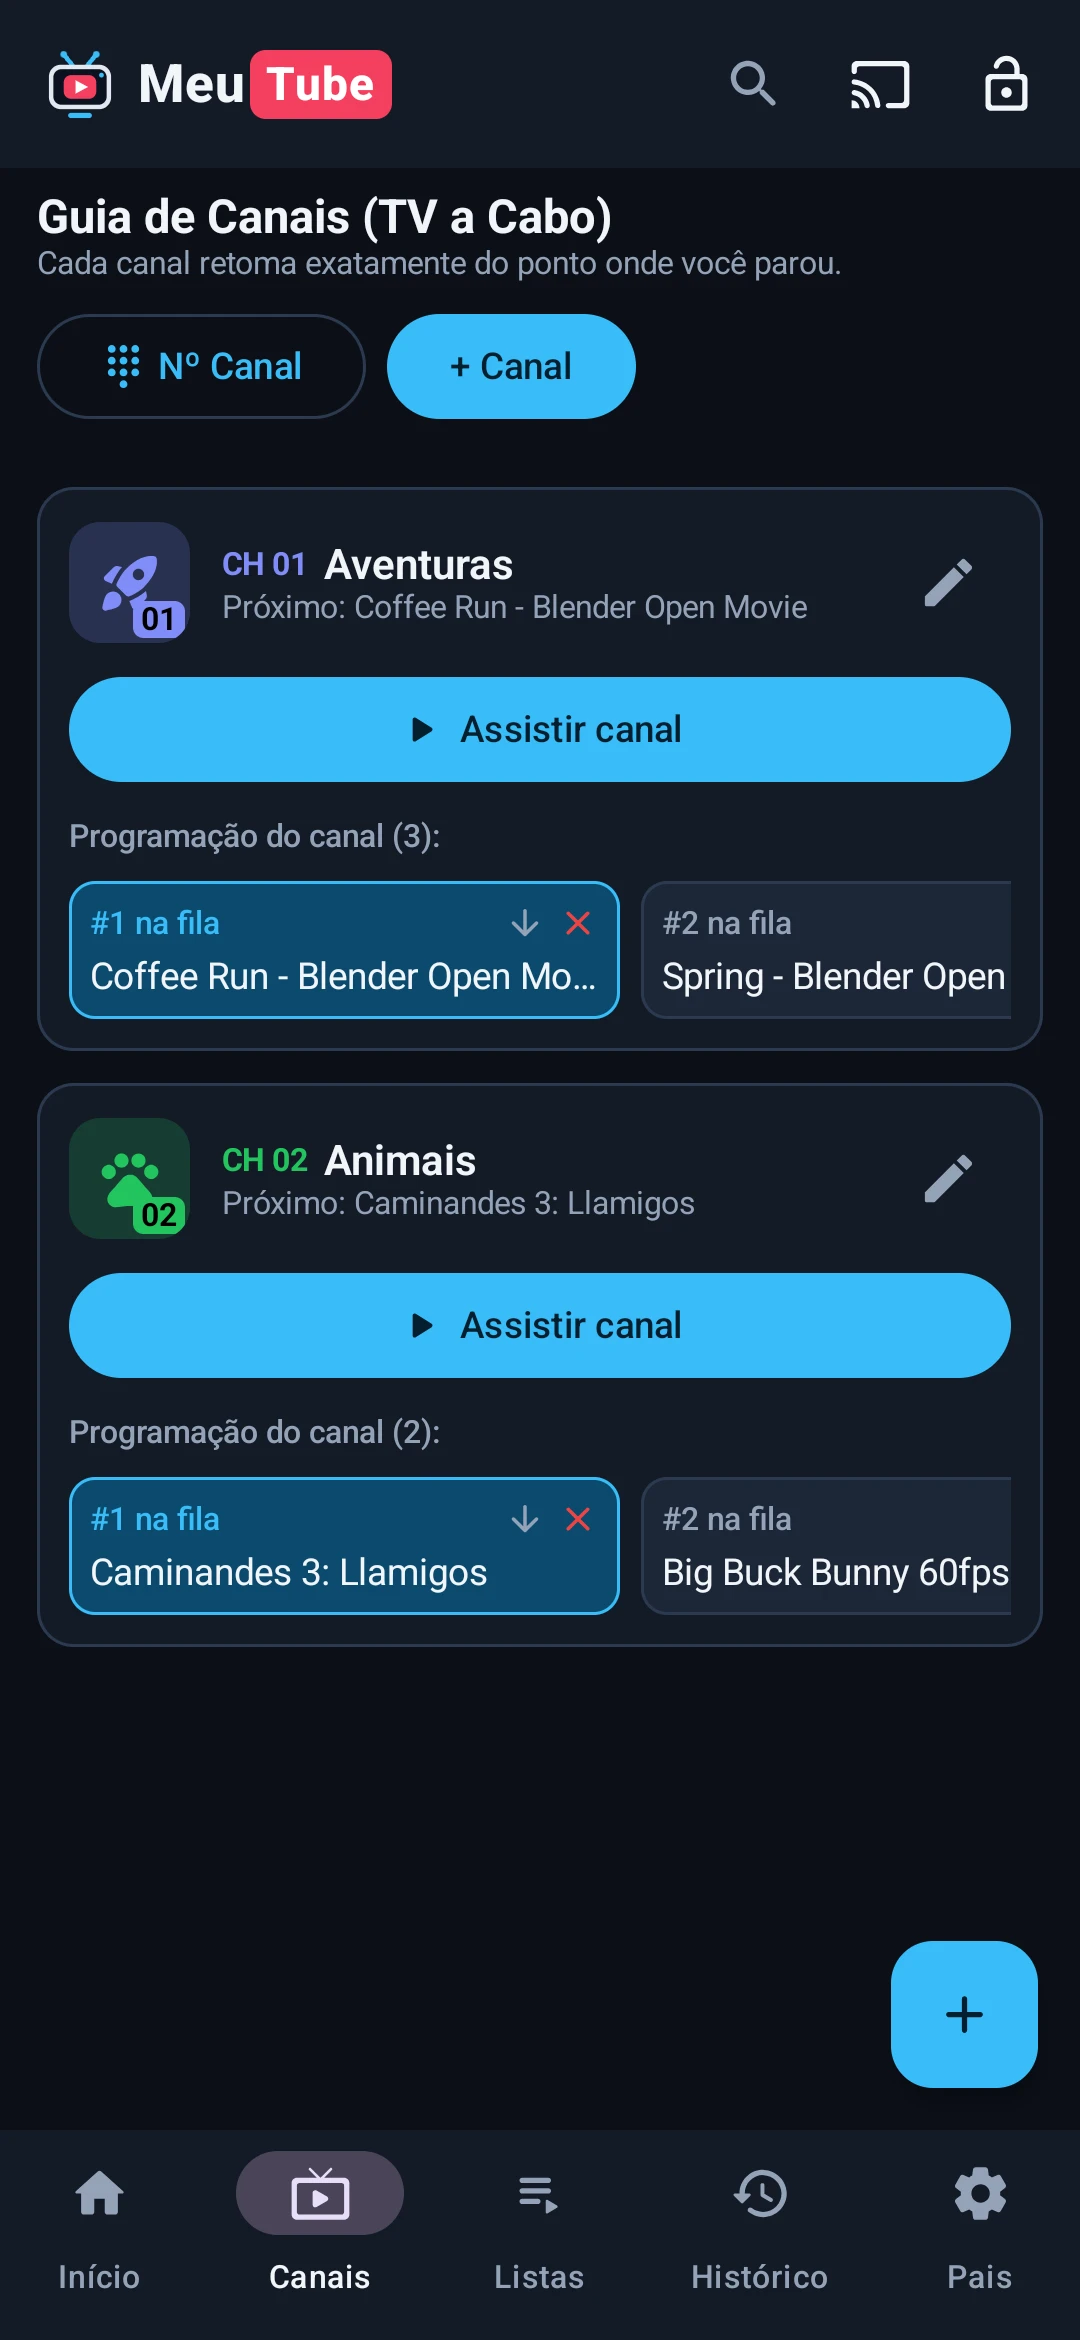 MeuTube
Guia de Canais (TV a Cabo)
Cada canal retoma exatamente do ponto onde você parou.
Nº Canal
+ Canal
01
CH 01 Aventuras
Próximo: Coffee Run - Blender Open Movie
Assistir canal
Programação do canal (3):
#1 na fila
Coffee Run - Blender Open Mo...
#2 na fila
Spring - Blender Open
02
CH 02 Animais
Próximo: Caminandes 3: Llamigos
Assistir canal
Programação do canal (2):
#1 na fila
Caminandes 3: Llamigos
#2 na fila
Big Buck Bunny 60fps
Início
Canais
Listas
Histórico
Pais